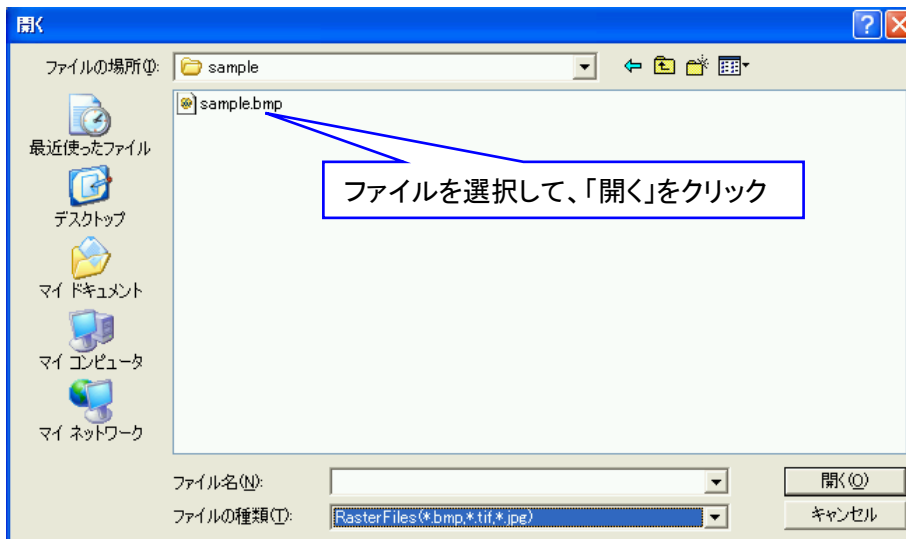 開く
ファイルの場所(I):
sample
sample.bmp
最近使ったファイル
デスクトップ
マイ ドキュメント
マイ コンピュータ
マイ ネットワーク
ファイルを選択して、「開く」をクリック
ファイル名(N):
開く(O)
ファイルの種類(T):
RasterFiles(*.bmp,*.tif,*.jpg)
キャンセル